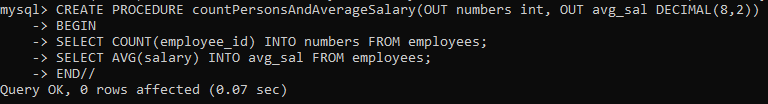 mysql> CREATE PROCEDURE countPersonsAndAverageSalary(OUT numbers int, OUT avg_sal DECIMAL(8,2))
    -> BEGIN
    -> SELECT COUNT(employee_id) INTO numbers FROM employees;
    -> SELECT AVG(salary) INTO avg_sal FROM employees;
    -> END//
Query OK, 0 rows affected (0.07 sec)